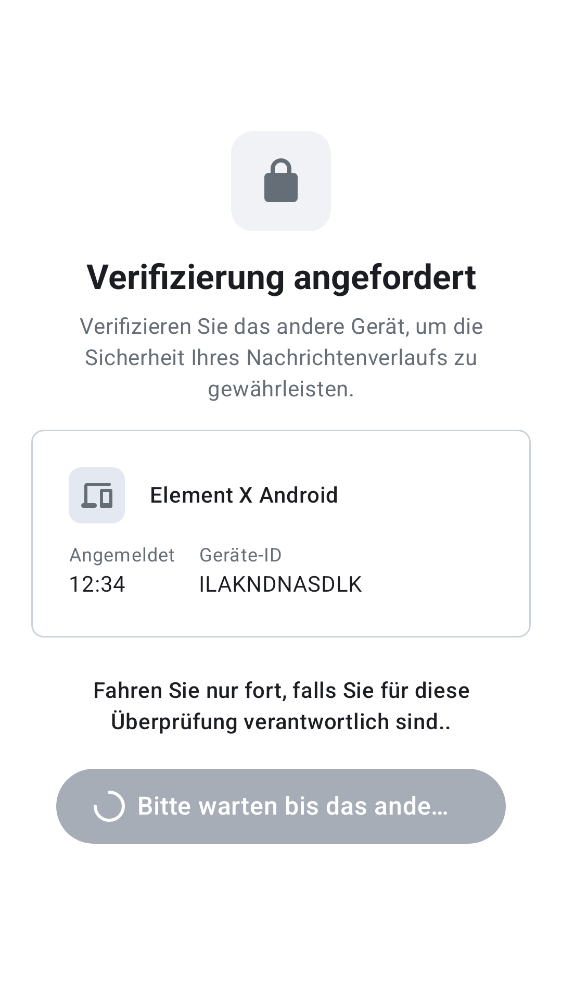 Verifizierung angefordert
Verifizieren Sie das andere Gerät, um die
Sicherheit Ihres Nachrichtenverlaufs zu
gewährleisten.
Element X Android
Angemeldet Geräte-ID
12:34 ILAKNDNASDLK
Fahren Sie nur fort, falls Sie für diese
Überprüfung verantwortlich sind..
Bitte warten bis das ande…